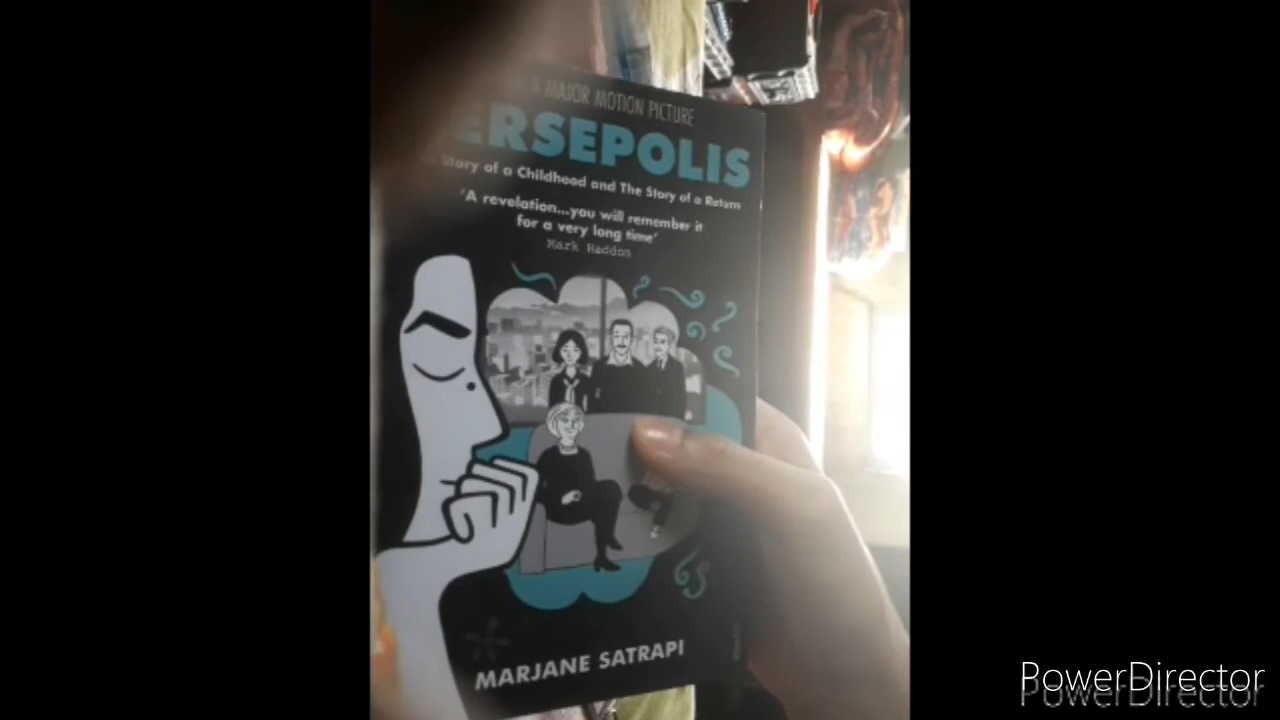 A MAJOR MOTION PICTURE
ERSEPOLIS
Story of a Childhood and The Story of a Return
'A revelation...you will remember it
for a very long time'
Mark Haddon
MARJANE SATRAPI
PowerDirector